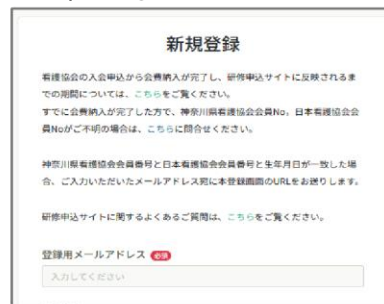 新規登録
看護協会の入会申込から会費納入が完了し、研修申込サイトに反映されるま
での期間については、こちらをご覧ください。
すでに会費納入が完了した方で、神奈川県看護協会会員No，日本看護協会会
員Noがご不明の場合は、こちらに問合せください。
神奈川県看護協会会員番号と日本看護協会会員番号と生年月日が一致した場
合、ご入力いただいたメールアドレス宛に本登録画面のURLをお送りします。
研修申込サイトに関するよくあるご質問は、こちらをご覧ください。
登録用メールアドレス 必須
入力してください